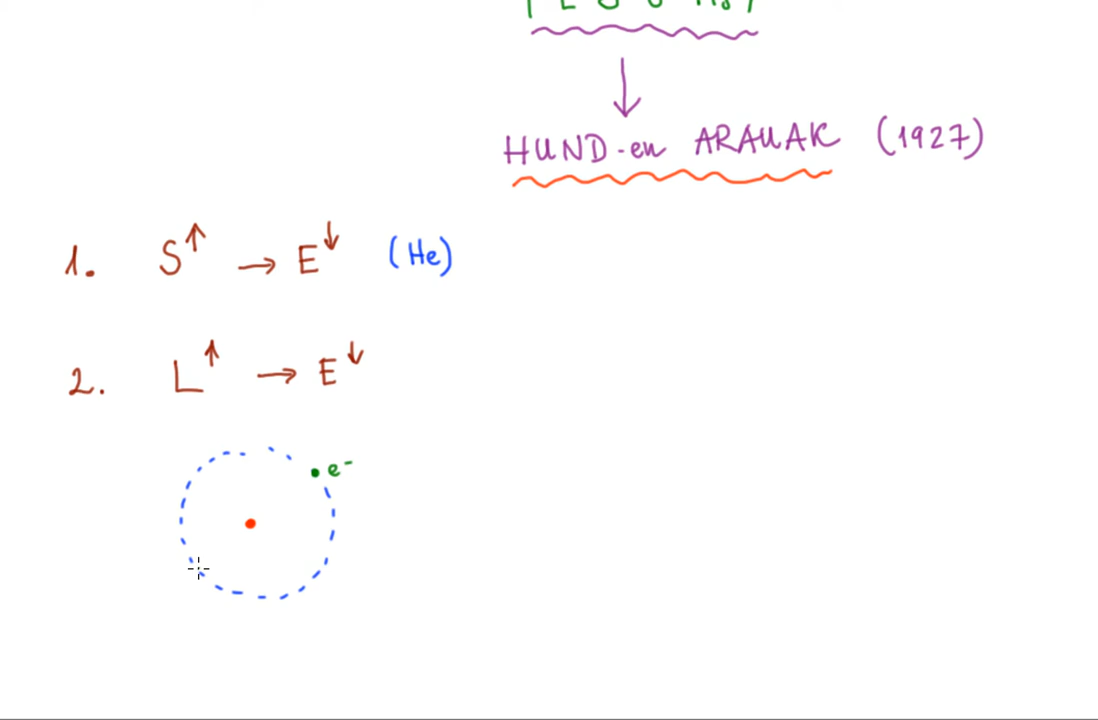 HUND-en ARAUAK (1927)
1. S↑ → E↓ (He)
2. L↑ → E↓
e⁻